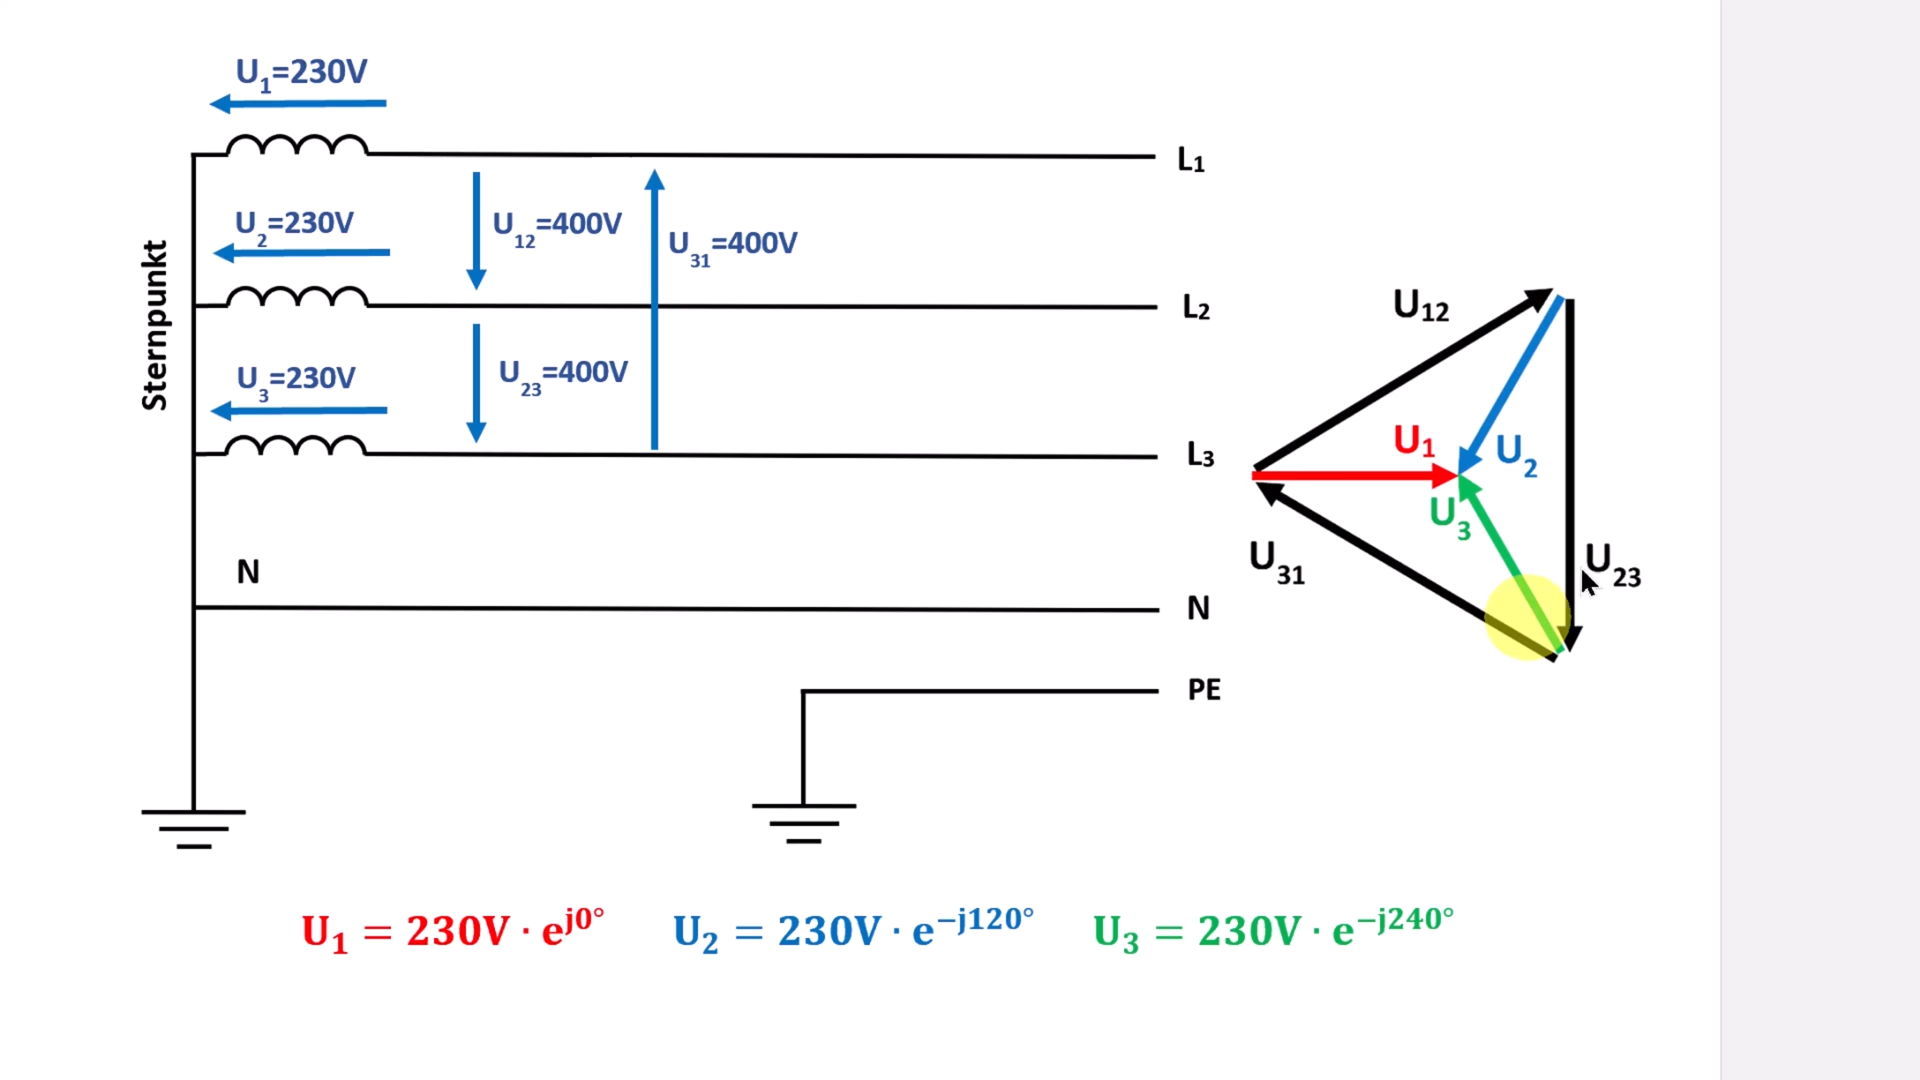 U₁=230V
L₁
U₂=230V
U₁₂=400V
U₃₁=400V
Sternpunkt
L₂
U₁₂
U₃=230V
U₂₃=400V
L₃
U₁
U₂
U₃
U₃₁
U₂₃
N
N
PE
U₁ = 230V · e^{j0°}
U₂ = 230V · e^{−j120°}
U₃ = 230V · e^{−j240°}